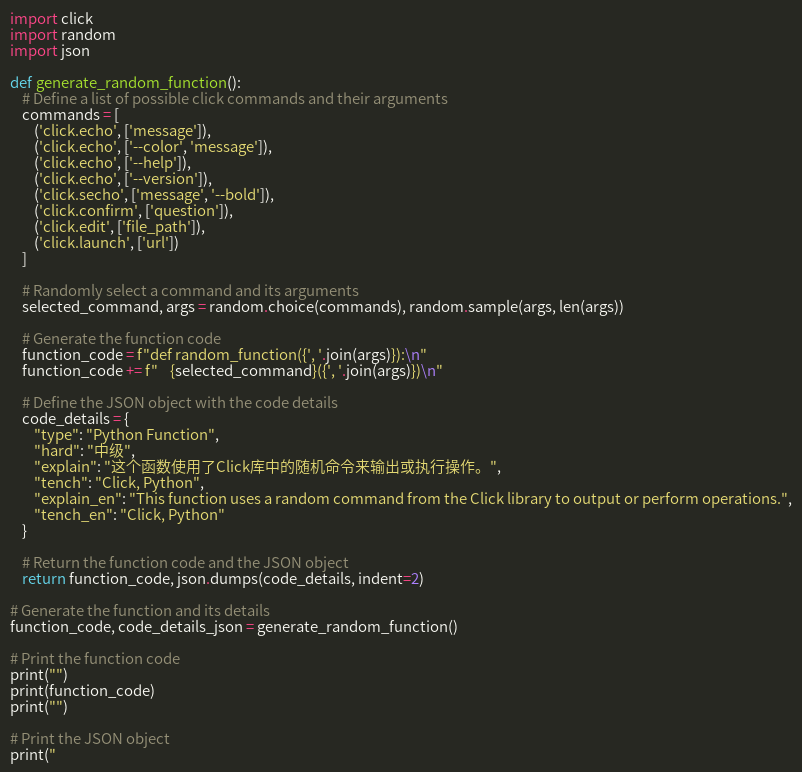 import click
import random
import json

def generate_random_function():
    # Define a list of possible click commands and their arguments
    commands = [
        ('click.echo', ['message']),
        ('click.echo', ['--color', 'message']),
        ('click.echo', ['--help']),
        ('click.echo', ['--version']),
        ('click.secho', ['message', '--bold']),
        ('click.confirm', ['question']),
        ('click.edit', ['file_path']),
        ('click.launch', ['url'])
    ]

    # Randomly select a command and its arguments
    selected_command, args = random.choice(commands), random.sample(args, len(args))

    # Generate the function code
    function_code = f"def random_function({', '.join(args)}):\n"
    function_code += f"    {selected_command}({', '.join(args)})\n"

    # Define the JSON object with the code details
    code_details = {
        "type": "Python Function",
        "hard": "中级",
        "explain": "这个函数使用了Click库中的随机命令来输出或执行操作。",
        "tench": "Click, Python",
        "explain_en": "This function uses a random command from the Click library to output or perform operations.",
        "tench_en": "Click, Python"
    }

    # Return the function code and the JSON object
    return function_code, json.dumps(code_details, indent=2)

# Generate the function and its details
function_code, code_details_json = generate_random_function()

# Print the function code
print("")
print(function_code)
print("")

# Print the JSON object
print("